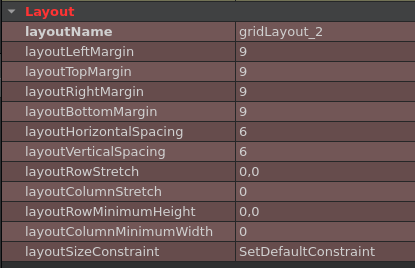 Layout
layoutName gridLayout_2
layoutLeftMargin 9
layoutTopMargin 9
layoutRightMargin 9
layoutBottomMargin 9
layoutHorizontalSpacing 6
layoutVerticalSpacing 6
layoutRowStretch 0,0
layoutColumnStretch 0
layoutRowMinimumHeight 0,0
layoutColumnMinimumWidth 0
layoutSizeConstraint SetDefaultConstraint